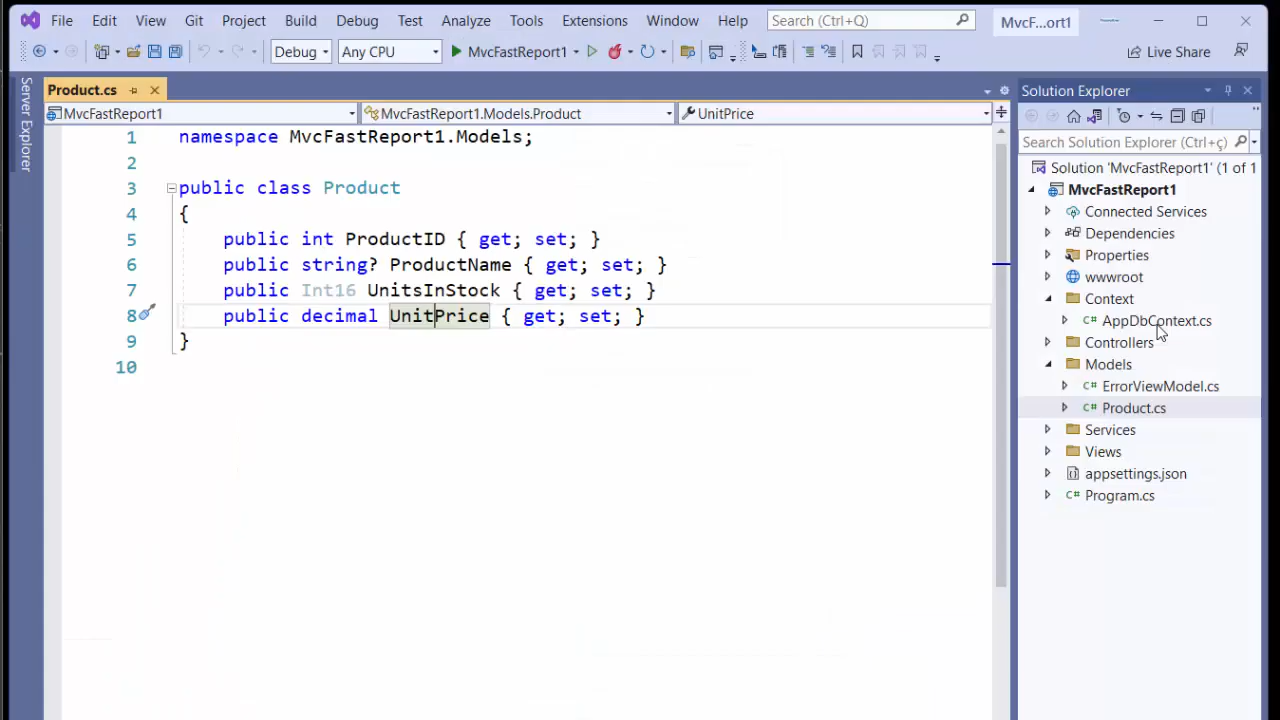 File Edit View Git Project Build Debug Test Analyze Tools Extensions Window Help Search (Ctrl+Q) MvcF...ort1
Debug Any CPU MvcFastReport1 Live Share
Server Explorer
Product.cs
MvcFastReport1 MvcFastReport1.Models.Product UnitPrice
1 namespace MvcFastReport1.Models;
2
3 public class Product
4 {
5 public int ProductID { get; set; }
6 public string? ProductName { get; set; }
7 public Int16 UnitsInStock { get; set; }
8 public decimal UnitPrice { get; set; }
9 }
10
Solution Explorer
Search Solution Explorer (Ctrl+ç)
Solution 'MvcFastReport1' (1 of 1
MvcFastReport1
Connected Services
Dependencies
Properties
wwwroot
Context
C# AppDbContext.cs
Controllers
Models
C# ErrorViewModel.cs
C# Product.cs
Services
Views
appsettings.json
C# Program.cs